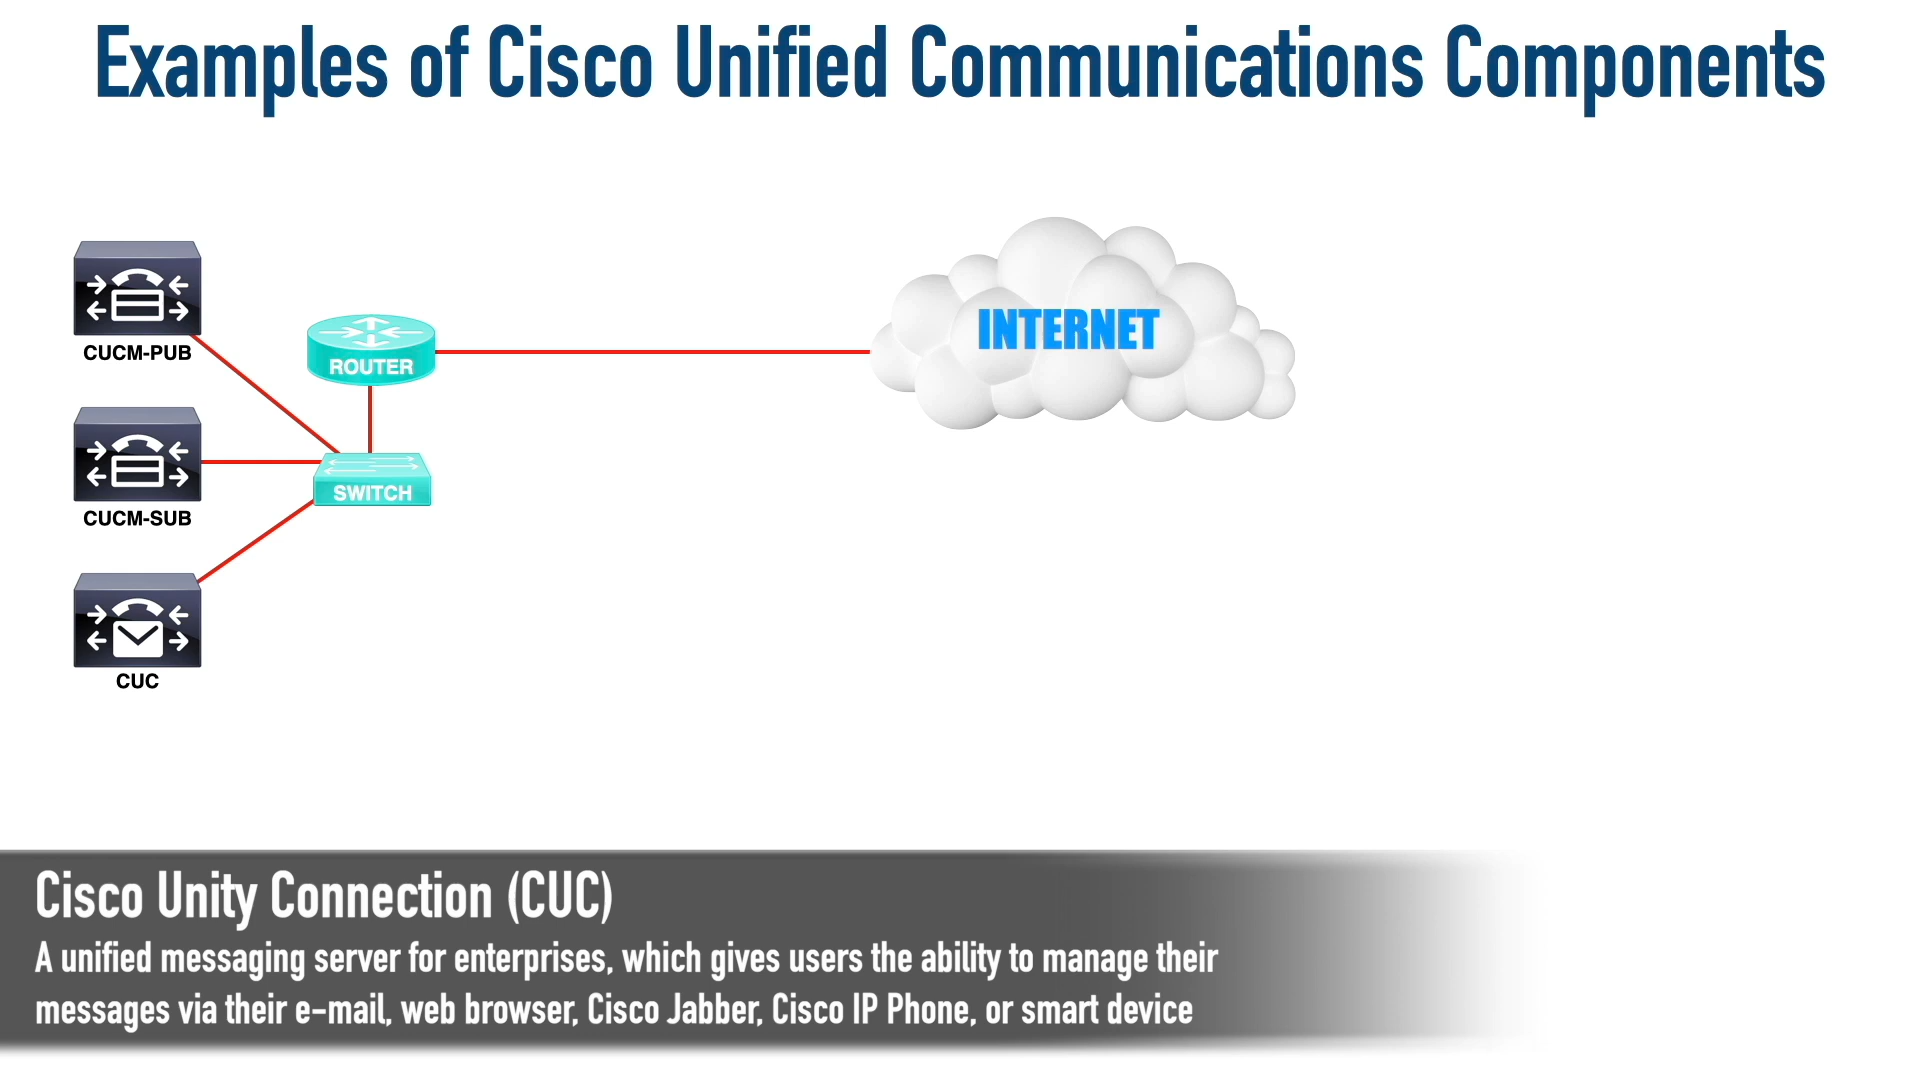 Examples of Cisco Unified Communications Components
INTERNET
CUCM-PUB
ROUTER
CUCM-SUB
SWITCH
CUC
Cisco Unity Connection (CUC)
A unified messaging server for enterprises, which gives users the ability to manage their
messages via their e-mail, web browser, Cisco Jabber, Cisco IP Phone, or smart device